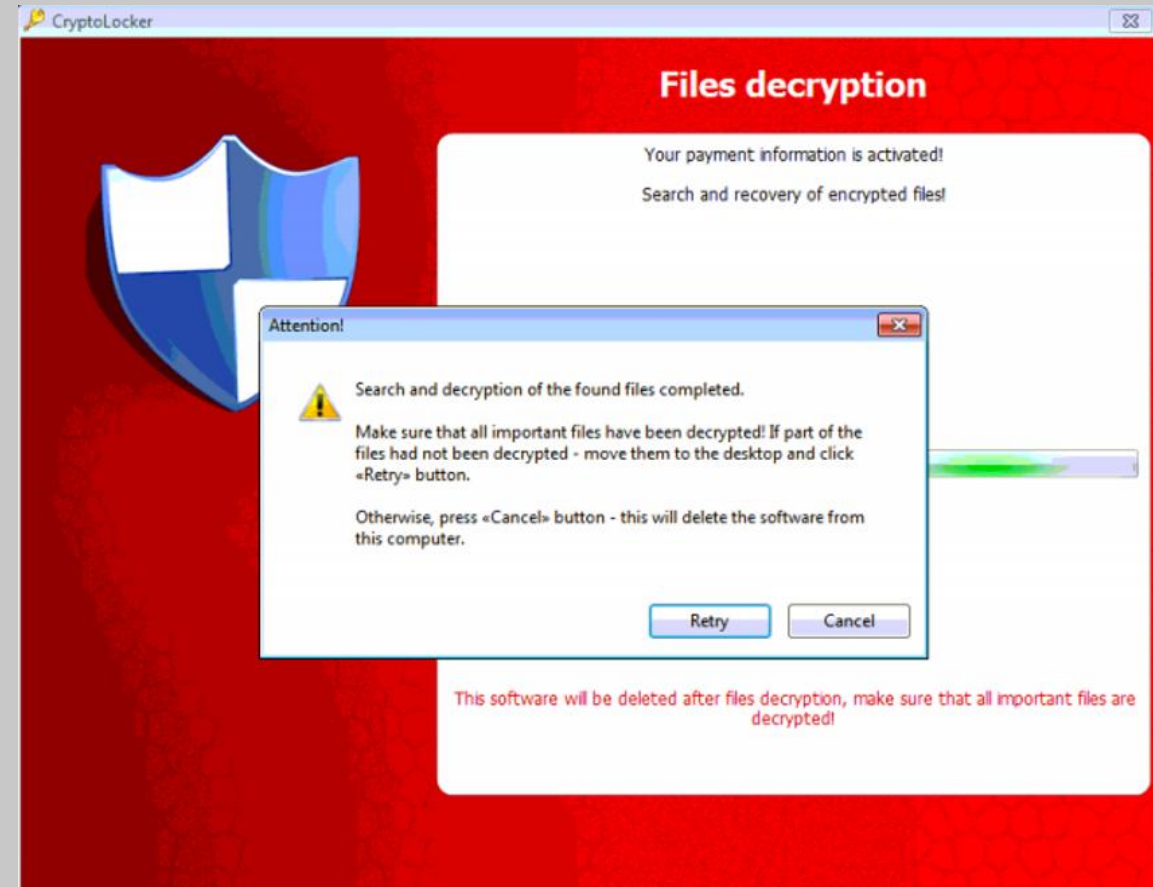 CryptoLocker
Files decryption
Your payment information is activated!
Search and recovery of encrypted files!
Attention!
Search and decryption of the found files completed.
Make sure that all important files have been decrypted! If part of the
files had not been decrypted - move them to the desktop and click
«Retry» button.
Otherwise, press «Cancel» button - this will delete the software from
this computer.
Retry
Cancel
This software will be deleted after files decryption, make sure that all important files are
decrypted!